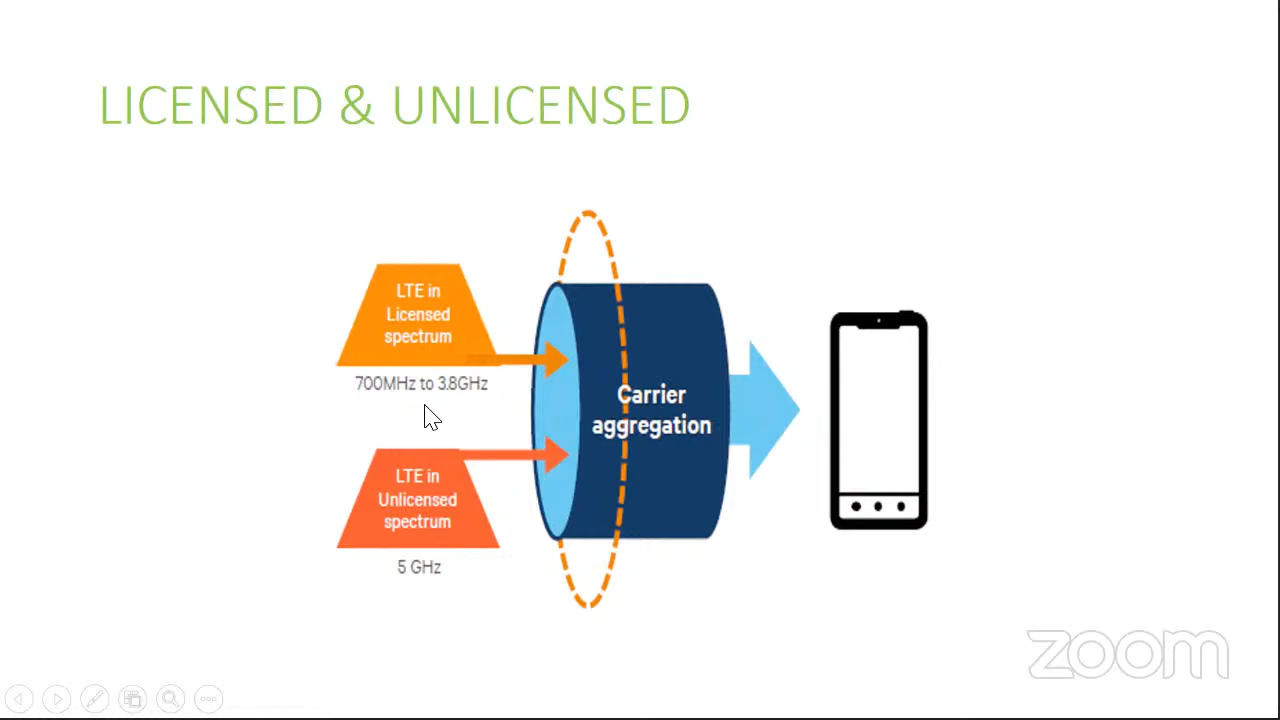 LICENSED & UNLICENSED
LTE in
Licensed
spectrum
700MHz to 3.8GHz
LTE in
Unlicensed
spectrum
5 GHz
Carrier
aggregation
zoom